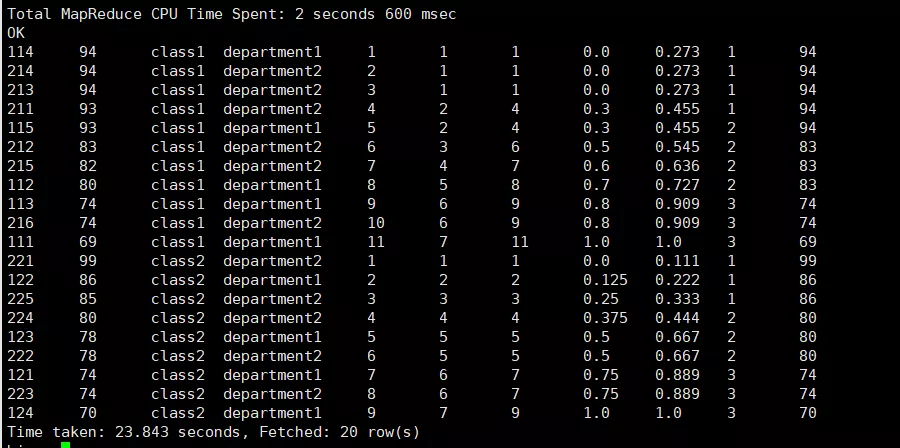 Total MapReduce CPU Time Spent: 2 seconds 600 msec
OK
114 94 class1 department1 1 1 1 0.0 0.273 1 94
214 94 class1 department2 2 1 1 0.0 0.273 1 94
213 94 class1 department2 3 1 1 0.0 0.273 1 94
211 93 class1 department2 4 2 4 0.3 0.455 1 94
115 93 class1 department1 5 2 4 0.3 0.455 2 94
212 83 class1 department2 6 3 6 0.5 0.545 2 83
215 82 class1 department2 7 4 7 0.6 0.636 2 83
112 80 class1 department1 8 5 8 0.7 0.727 2 83
113 74 class1 department1 9 6 9 0.8 0.909 3 74
216 74 class1 department2 10 6 9 0.8 0.909 3 74
111 69 class1 department1 11 7 11 1.0 1.0 3 69
221 99 class2 department2 1 1 1 0.0 0.111 1 99
122 86 class2 department1 2 2 2 0.125 0.222 1 86
225 85 class2 department2 3 3 3 0.25 0.333 1 86
224 80 class2 department2 4 4 4 0.375 0.444 2 80
123 78 class2 department1 5 5 5 0.5 0.667 2 80
222 78 class2 department2 6 5 5 0.5 0.667 2 80
121 74 class2 department1 7 6 7 0.75 0.889 3 74
223 74 class2 department2 8 6 7 0.75 0.889 3 74
124 70 class2 department1 9 7 9 1.0 1.0 3 70
Time taken: 23.843 seconds, Fetched: 20 row(s)